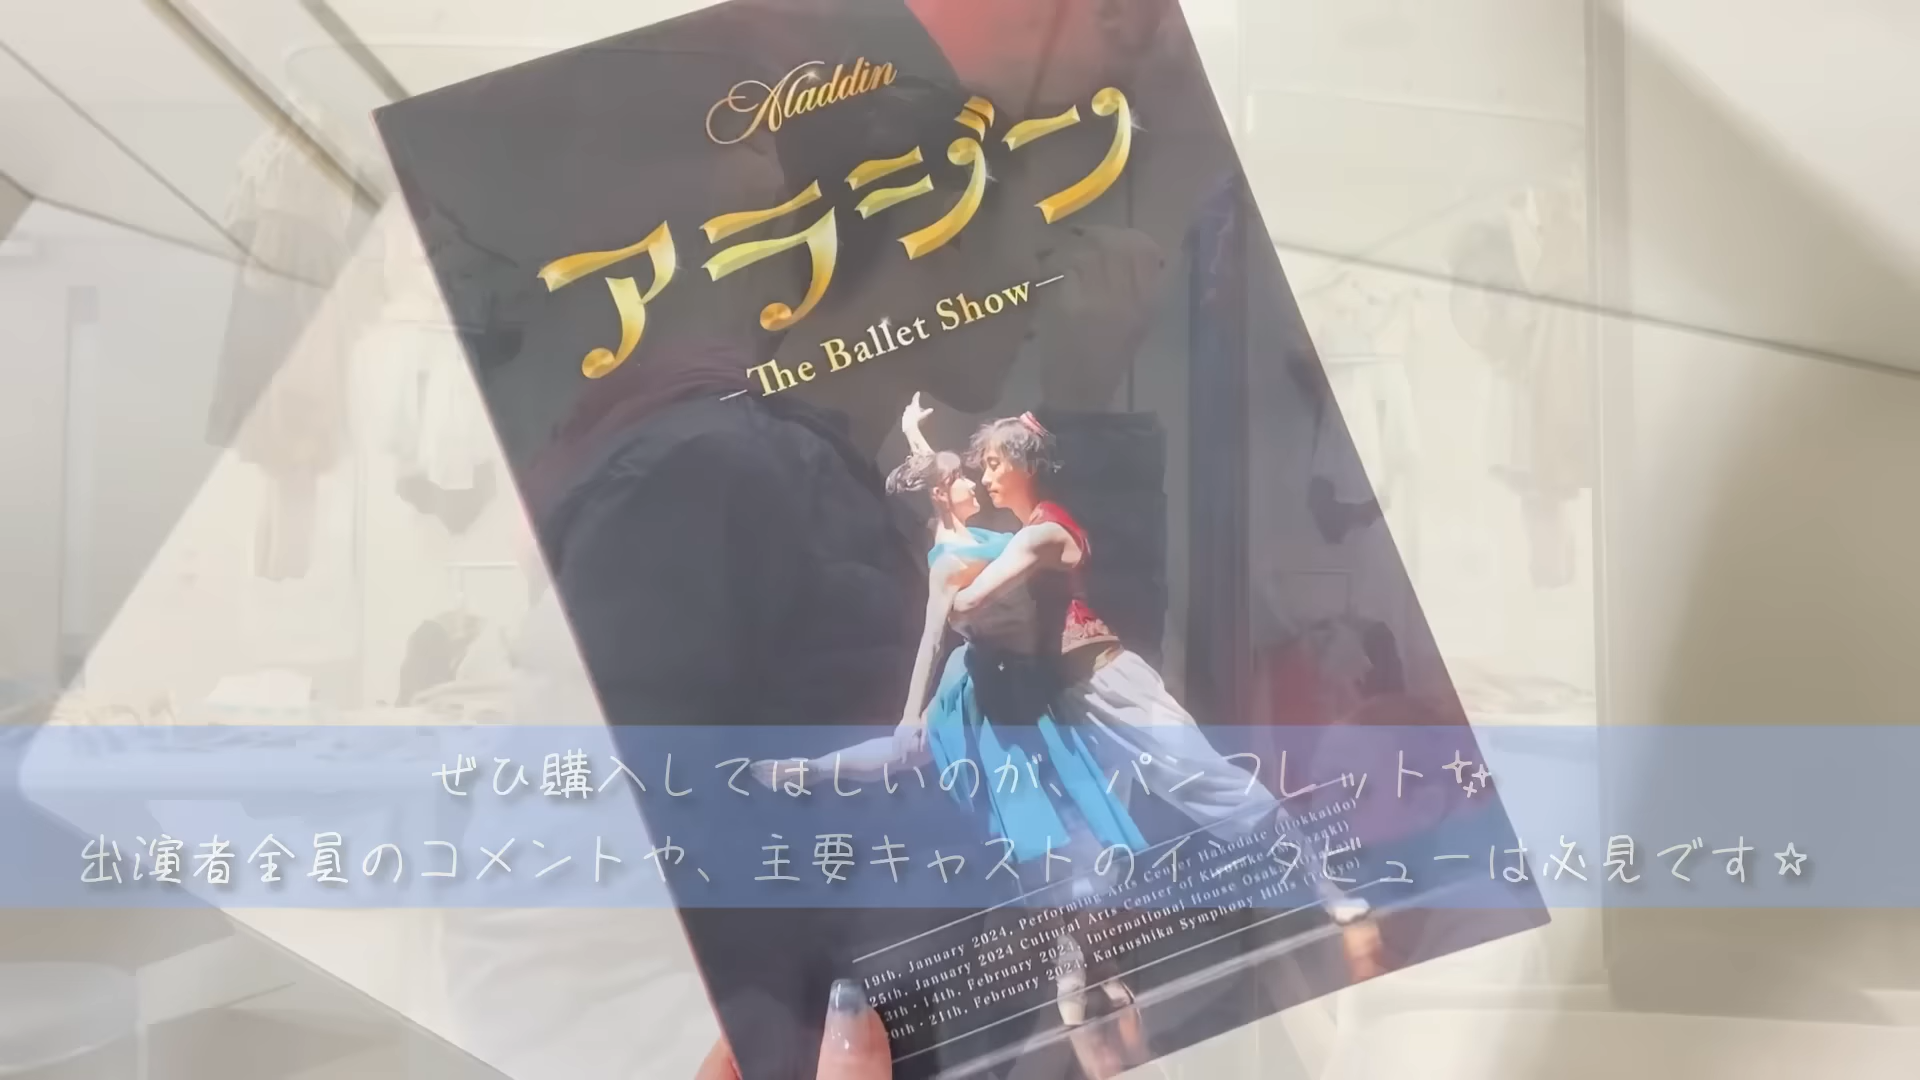 Aladdin
アラジン
The Ballet Show
ぜひ購入してほしいのが、パンフレット✨
出演者全員のコメントや、主要キャストのインタビューは必見です☆
19th, January 2024, Performing Arts Center Hakodate (Hokkaido)
25th, January 2024 Cultural Arts Center of Kiyotake
3th・14th, February 2024, International House Osaka
20th・21th, February 2024, Katsushika Symphony Hills (Tokyo)